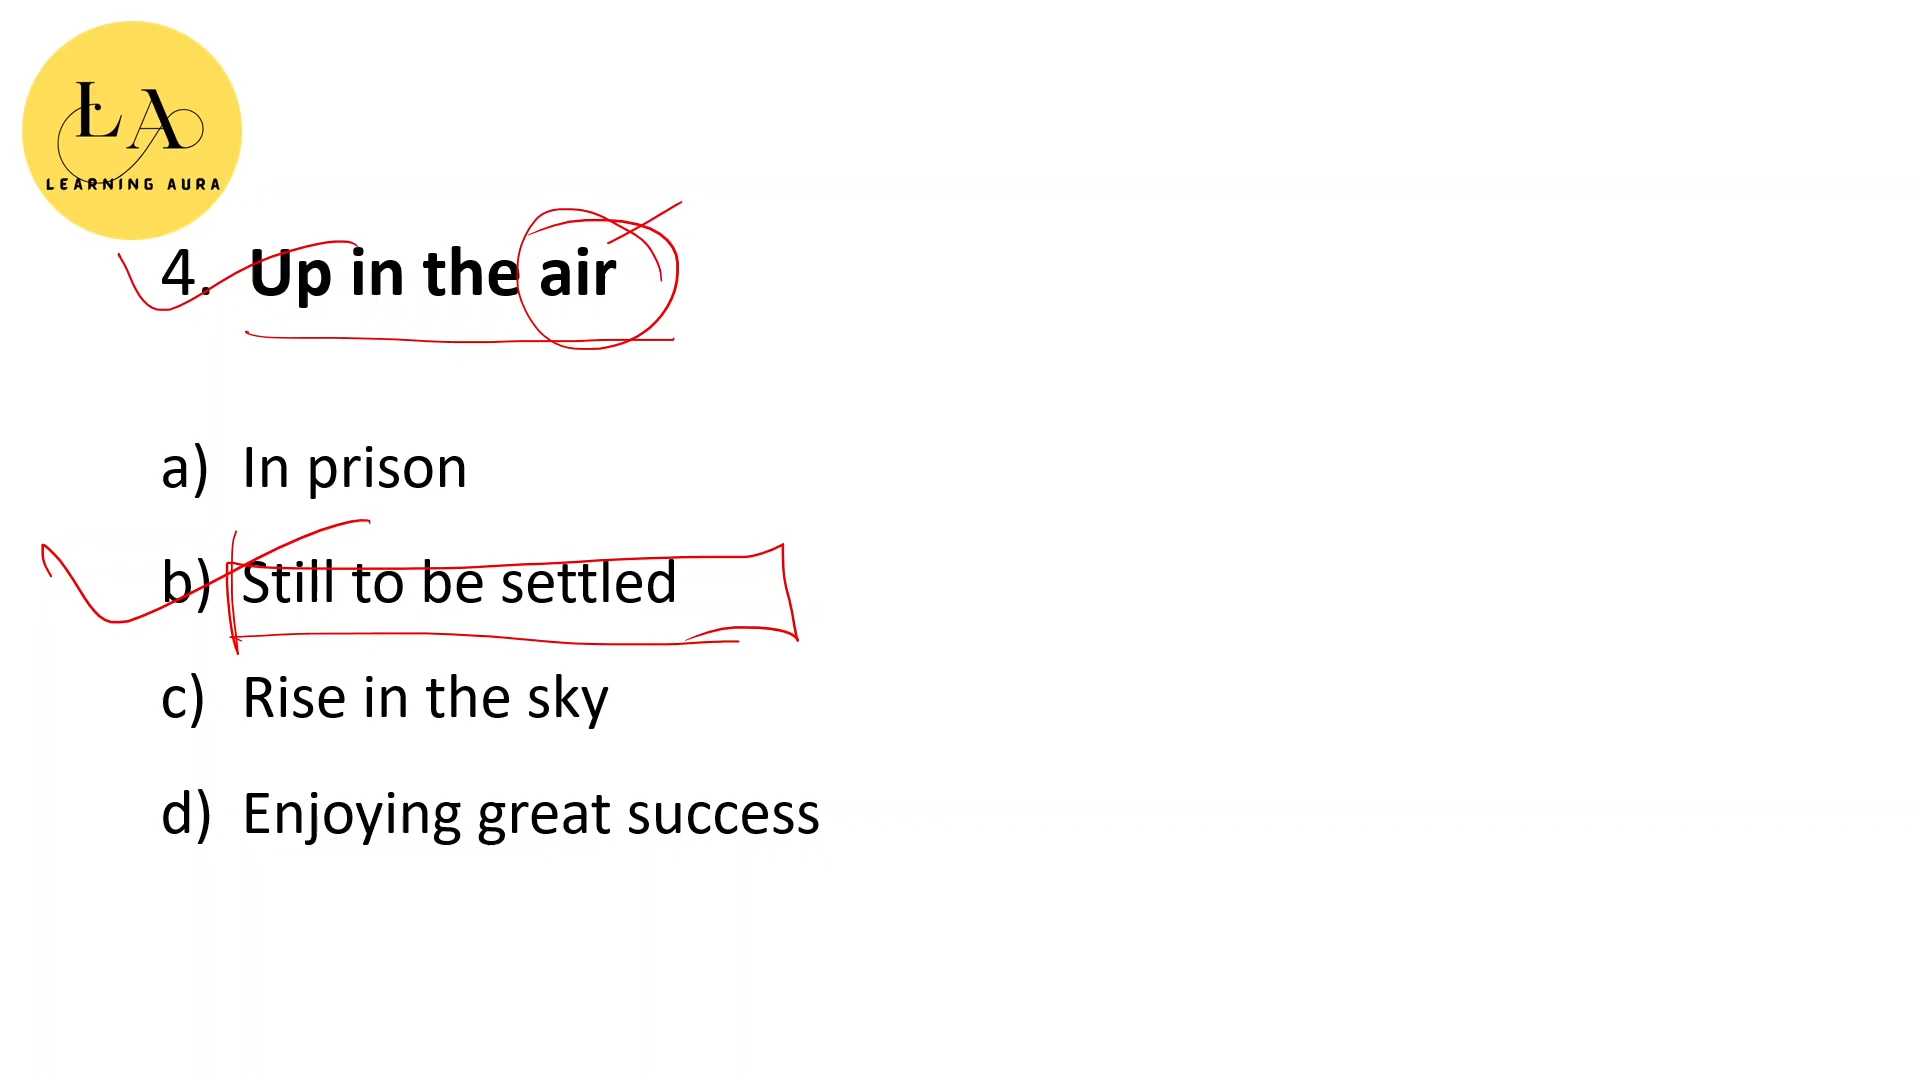 LA
LEARNING AURA
4. Up in the air
a) In prison
b) Still to be settled
c) Rise in the sky
d) Enjoying great success